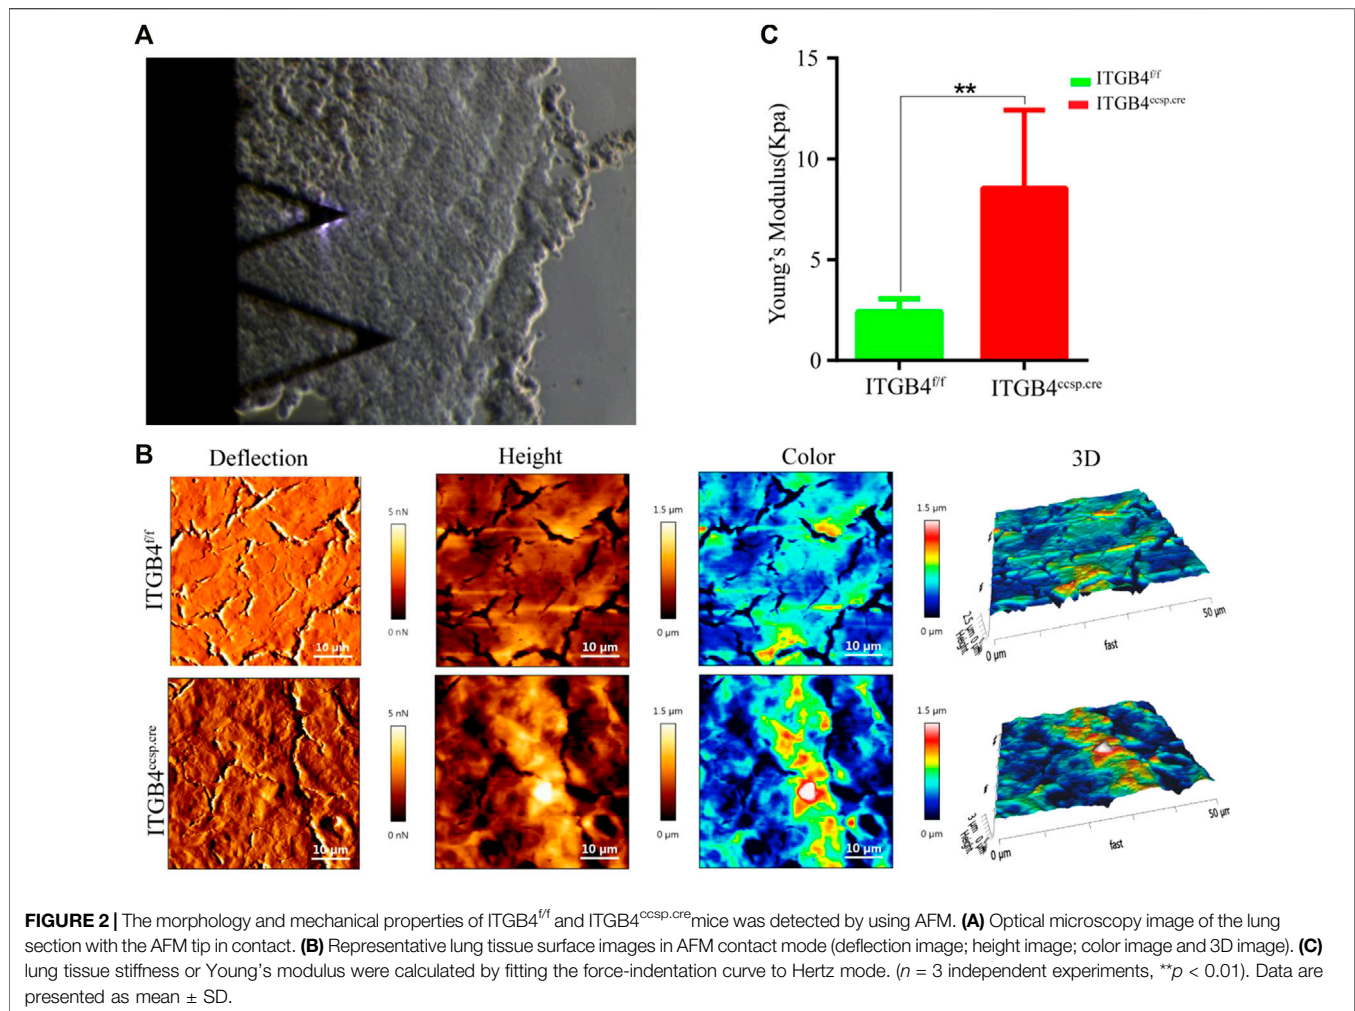 A
C
15
10
5
0
Young's Modulus(Kpa)
**
ITGB4f/f
ITGB4ccsp.cre
ITGB4f/f
ITGB4ccsp.cre
B
Deflection
Height
Color
3D
ITGB4f/f
10 µm
5 nN
0 nN
10 µm
1.5 µm
0 µm
10 µm
1.5 µm
0 µm
Height
0 µm
fast
50 µm
ITGB4ccsp.cre
10 µm
5 nN
0 nN
10 µm
1.5 µm
0 µm
10 µm
1.5 µm
0 µm
3 µm
Height
0 µm
fast
50 µm
FIGURE 2 | The morphology and mechanical properties of ITGB4f/f and ITGB4ccsp.cre mice was detected by using AFM. (A) Optical microscopy image of the lung
section with the AFM tip in contact. (B) Representative lung tissue surface images in AFM contact mode (deflection image; height image; color image and 3D image). (C)
lung tissue stiffness or Young's modulus were calculated by fitting the force-indentation curve to Hertz mode. (n = 3 independent experiments, **p < 0.01). Data are
presented as mean ± SD.